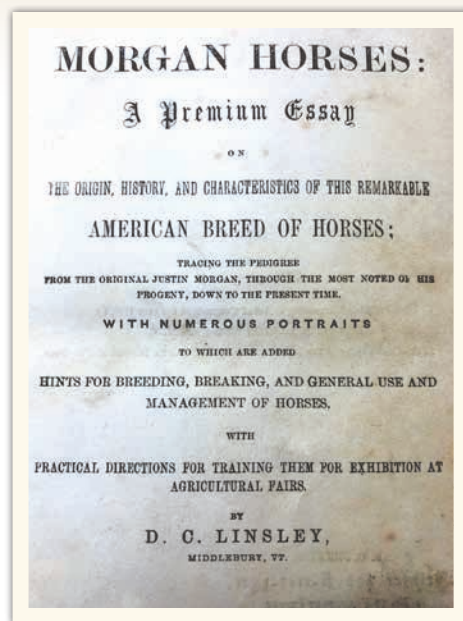 MORGAN HORSES:
A Premium Essay
ON
THE ORIGIN, HISTORY, AND CHARACTERISTICS OF THIS REMARKABLE
AMERICAN BREED OF HORSES;
TRACING THE PEDIGREE
FROM THE ORIGINAL JUSTIN MORGAN, THROUGH THE MOST NOTED OF HIS
PROGENY, DOWN TO THE PRESENT TIME.
WITH NUMEROUS PORTRAITS
TO WHICH ARE ADDED
HINTS FOR BREEDING, BREAKING, AND GENERAL USE AND
MANAGEMENT OF HORSES,
WITH
PRACTICAL DIRECTIONS FOR TRAINING THEM FOR EXHIBITION AT
AGRICULTURAL FAIRS.
BY
D. C. LINSLEY,
MIDDLEBURY, VT.